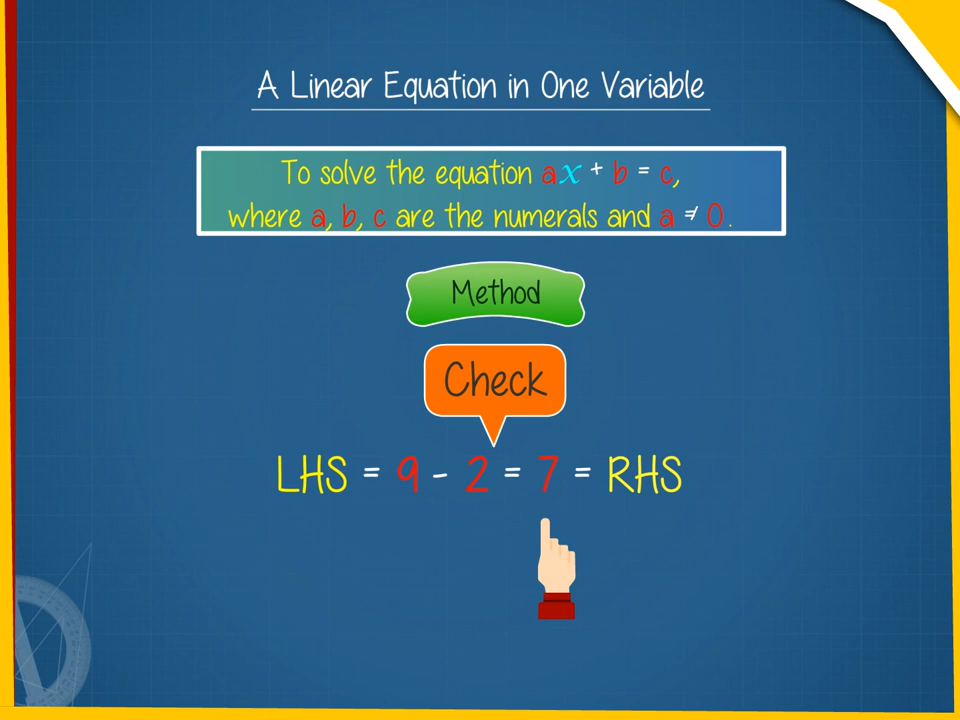 A Linear Equation in One Variable
To solve the equation ax + b = c,
where a, b, c are the numerals and a ≠ 0.
Method
Check
LHS = 9 - 2 = 7 = RHS